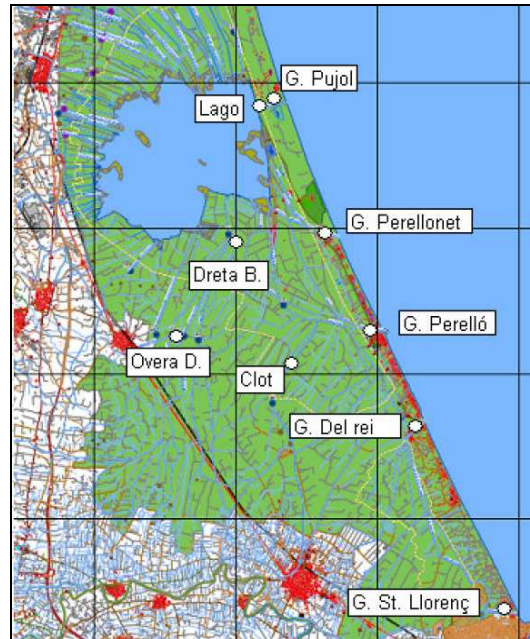 G. Pujol
Lago
G. Perellonet
Dreta B.
G. Perelló
Overa D.
Clot
G. Del rei
G. St. Llorenç